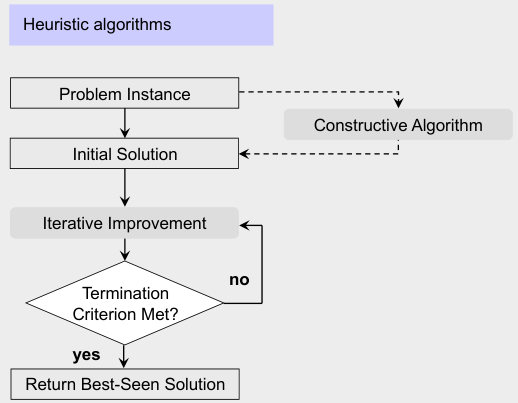 Heuristic algorithms
Problem Instance
Constructive Algorithm
Initial Solution
Iterative Improvement
no
Termination
Criterion Met?
yes
Return Best-Seen Solution